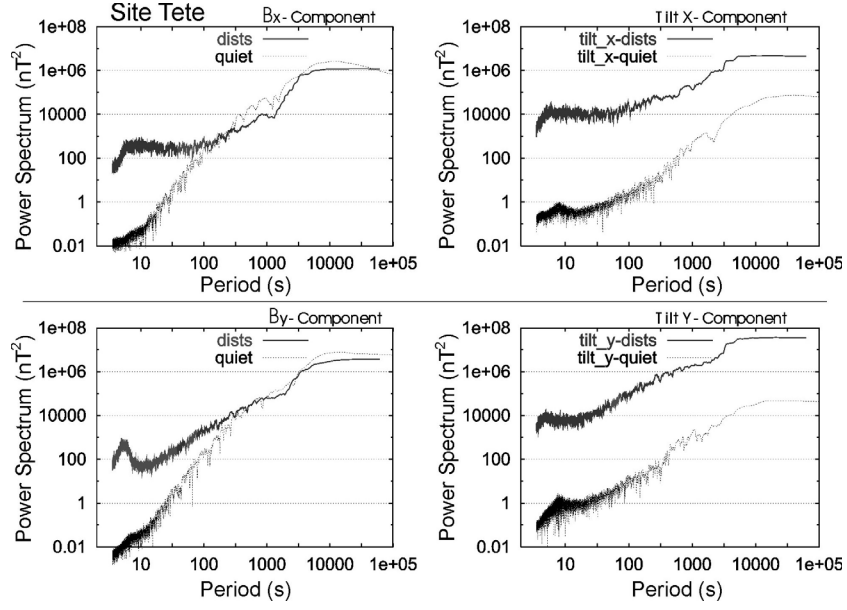 Site Tete
Bx- Component
dists
quiet
Power Spectrum (nT²)
1e+08
1e+06
10000
100
1
0.01
10 100 1000 10000 1e+05
Period (s)
Tilt X- Component
tilt_x-dists
tilt_x-quiet
Power Spectrum (nT²)
1e+08
1e+06
10000
100
1
0.01
10 100 1000 10000 1e+05
Period (s)
By- Component
dists
quiet
Power Spectrum (nT²)
1e+08
1e+06
10000
100
1
0.01
10 100 1000 10000 1e+05
Period (s)
Tilt Y- Component
tilt_y-dists
tilt_y-quiet
Power Spectrum (nT²)
1e+08
1e+06
10000
100
1
0.01
10 100 1000 10000 1e+05
Period (s)